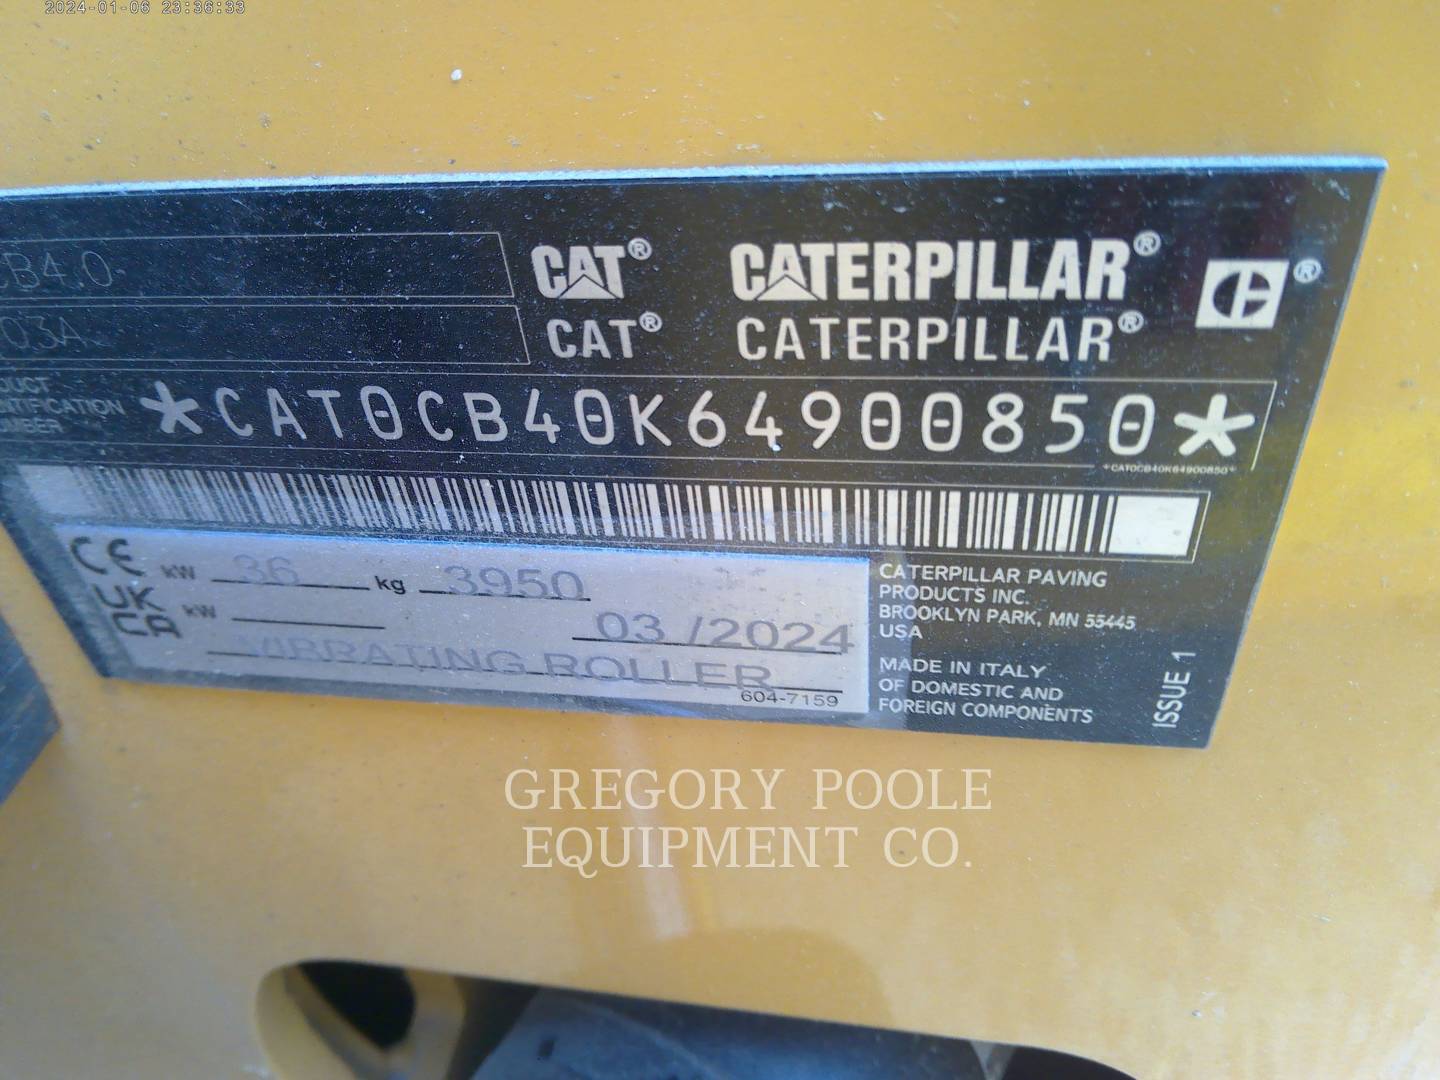 2024-01-06 23:36:33
CB4.0
03A
CAT® CATERPILLAR® ®
CAT® CATERPILLAR®
NUMBER
*CAT0CB40K64900850*
*CAT0CB40K64900850*
CE kW 36 kg 3950
UK CA kW
03 /2024
VIBRATING ROLLER
604-7159
CATERPILLAR PAVING
PRODUCTS INC.
BROOKLYN PARK, MN 55445
USA
MADE IN ITALY
OF DOMESTIC AND
FOREIGN COMPONENTS
ISSUE 1
GREGORY POOLE
EQUIPMENT CO.